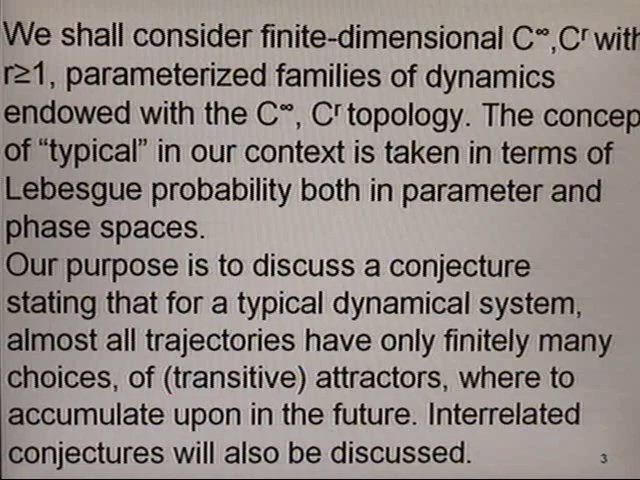 We shall consider finite-dimensional C∞,Cʳ with
r≥1, parameterized families of dynamics
endowed with the C∞, Cʳ topology. The concep
of “typical” in our context is taken in terms of
Lebesgue probability both in parameter and
phase spaces.
Our purpose is to discuss a conjecture
stating that for a typical dynamical system,
almost all trajectories have only finitely many
choices, of (transitive) attractors, where to
accumulate upon in the future. Interrelated
conjectures will also be discussed.
3